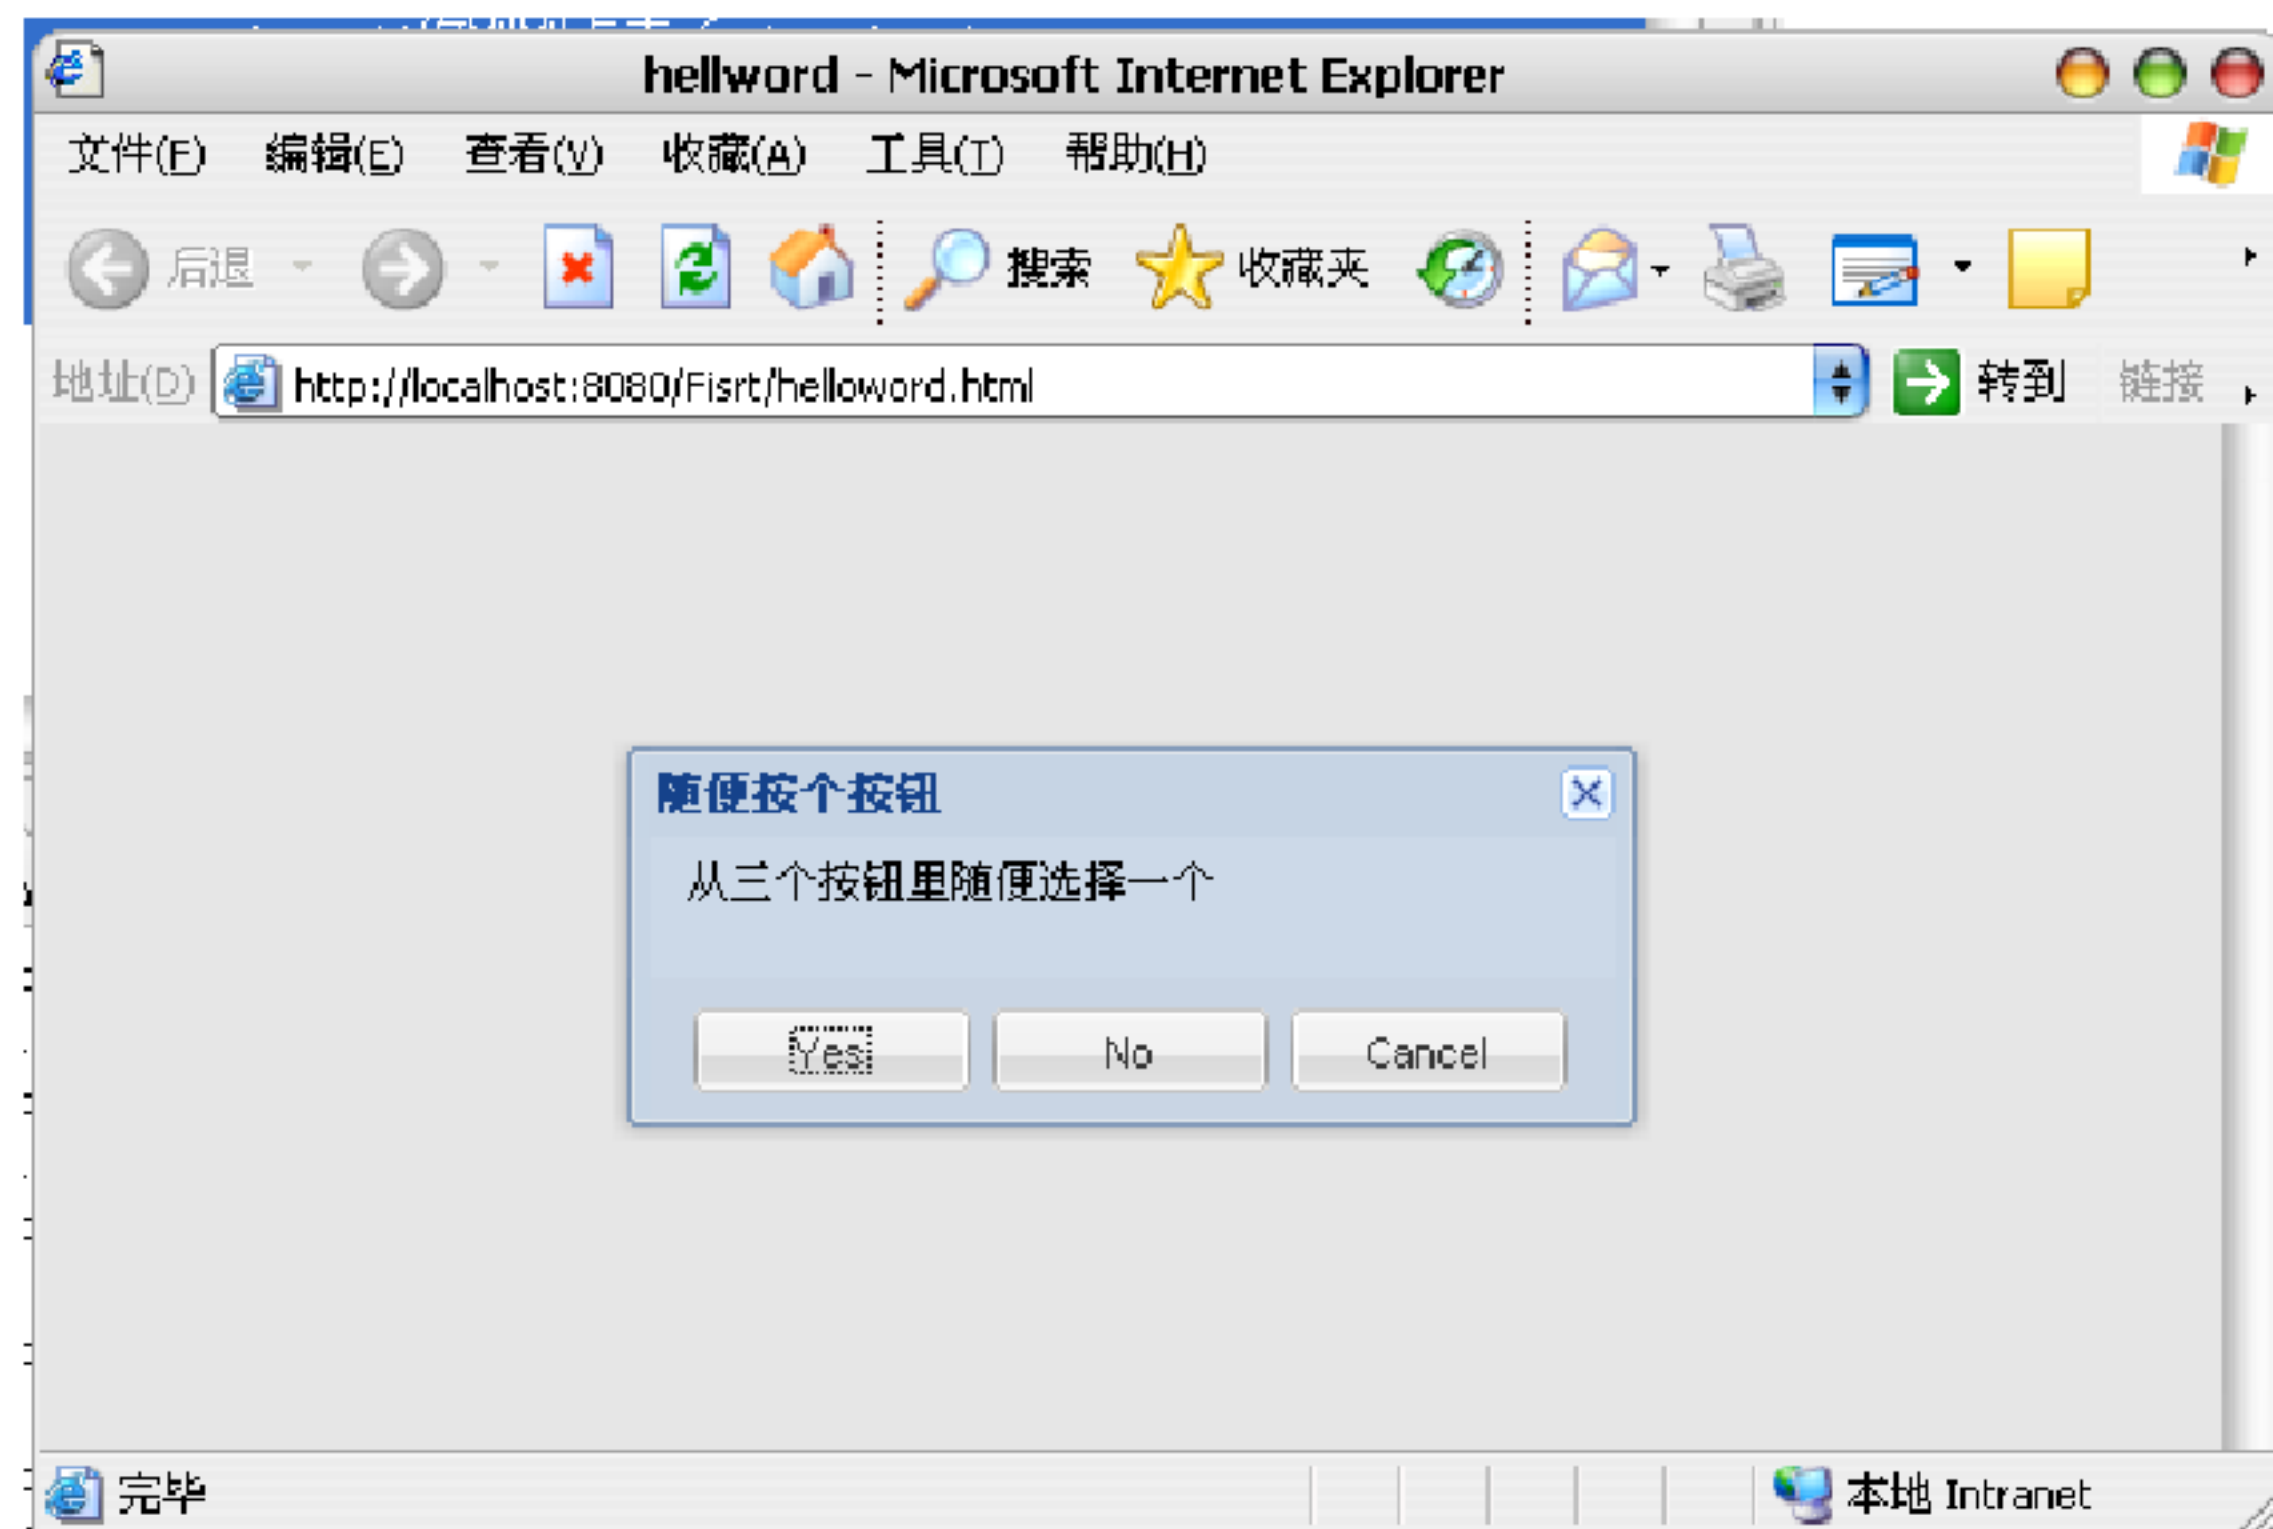 hellword - Microsoft Internet Explorer
文件(F) 编辑(E) 查看(V) 收藏(A) 工具(T) 帮助(H)
后退 搜索 收藏夹
地址(D) http://localhost:8080/Fisrt/helloword.html 转到 链接
随便按个按钮
从三个按钮里随便选择一个
Yes No Cancel
完毕 本地 Intranet